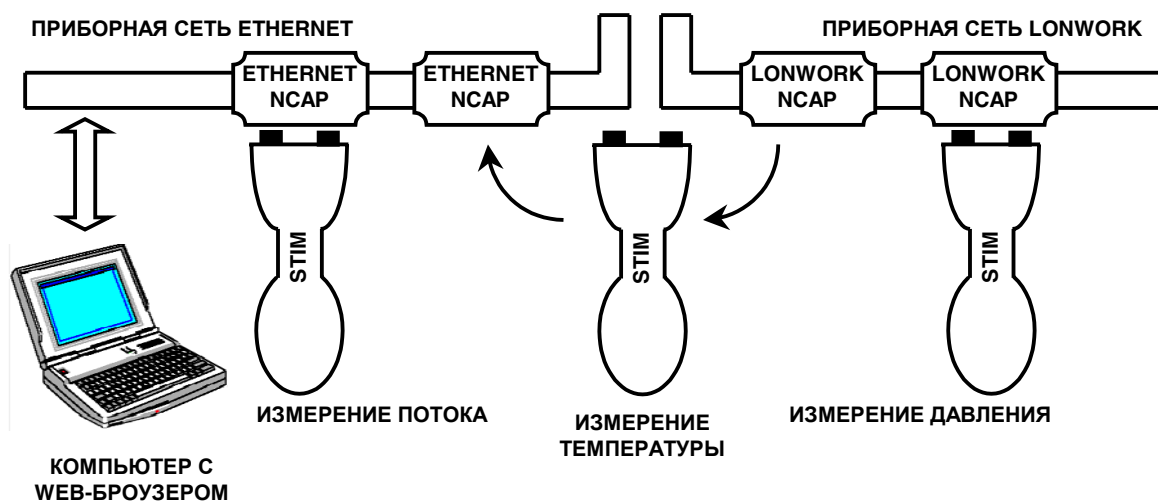 ПРИБОРНАЯ СЕТЬ ETHERNET
ПРИБОРНАЯ СЕТЬ LONWORK
ETHERNET
NCAP
ETHERNET
NCAP
LONWORK
NCAP
LONWORK
NCAP
STIM
STIM
STIM
ИЗМЕРЕНИЕ ПОТОКА
ИЗМЕРЕНИЕ
ТЕМПЕРАТУРЫ
ИЗМЕРЕНИЕ ДАВЛЕНИЯ
КОМПЬЮТЕР С
WEB-БРОУЗЕРОМ